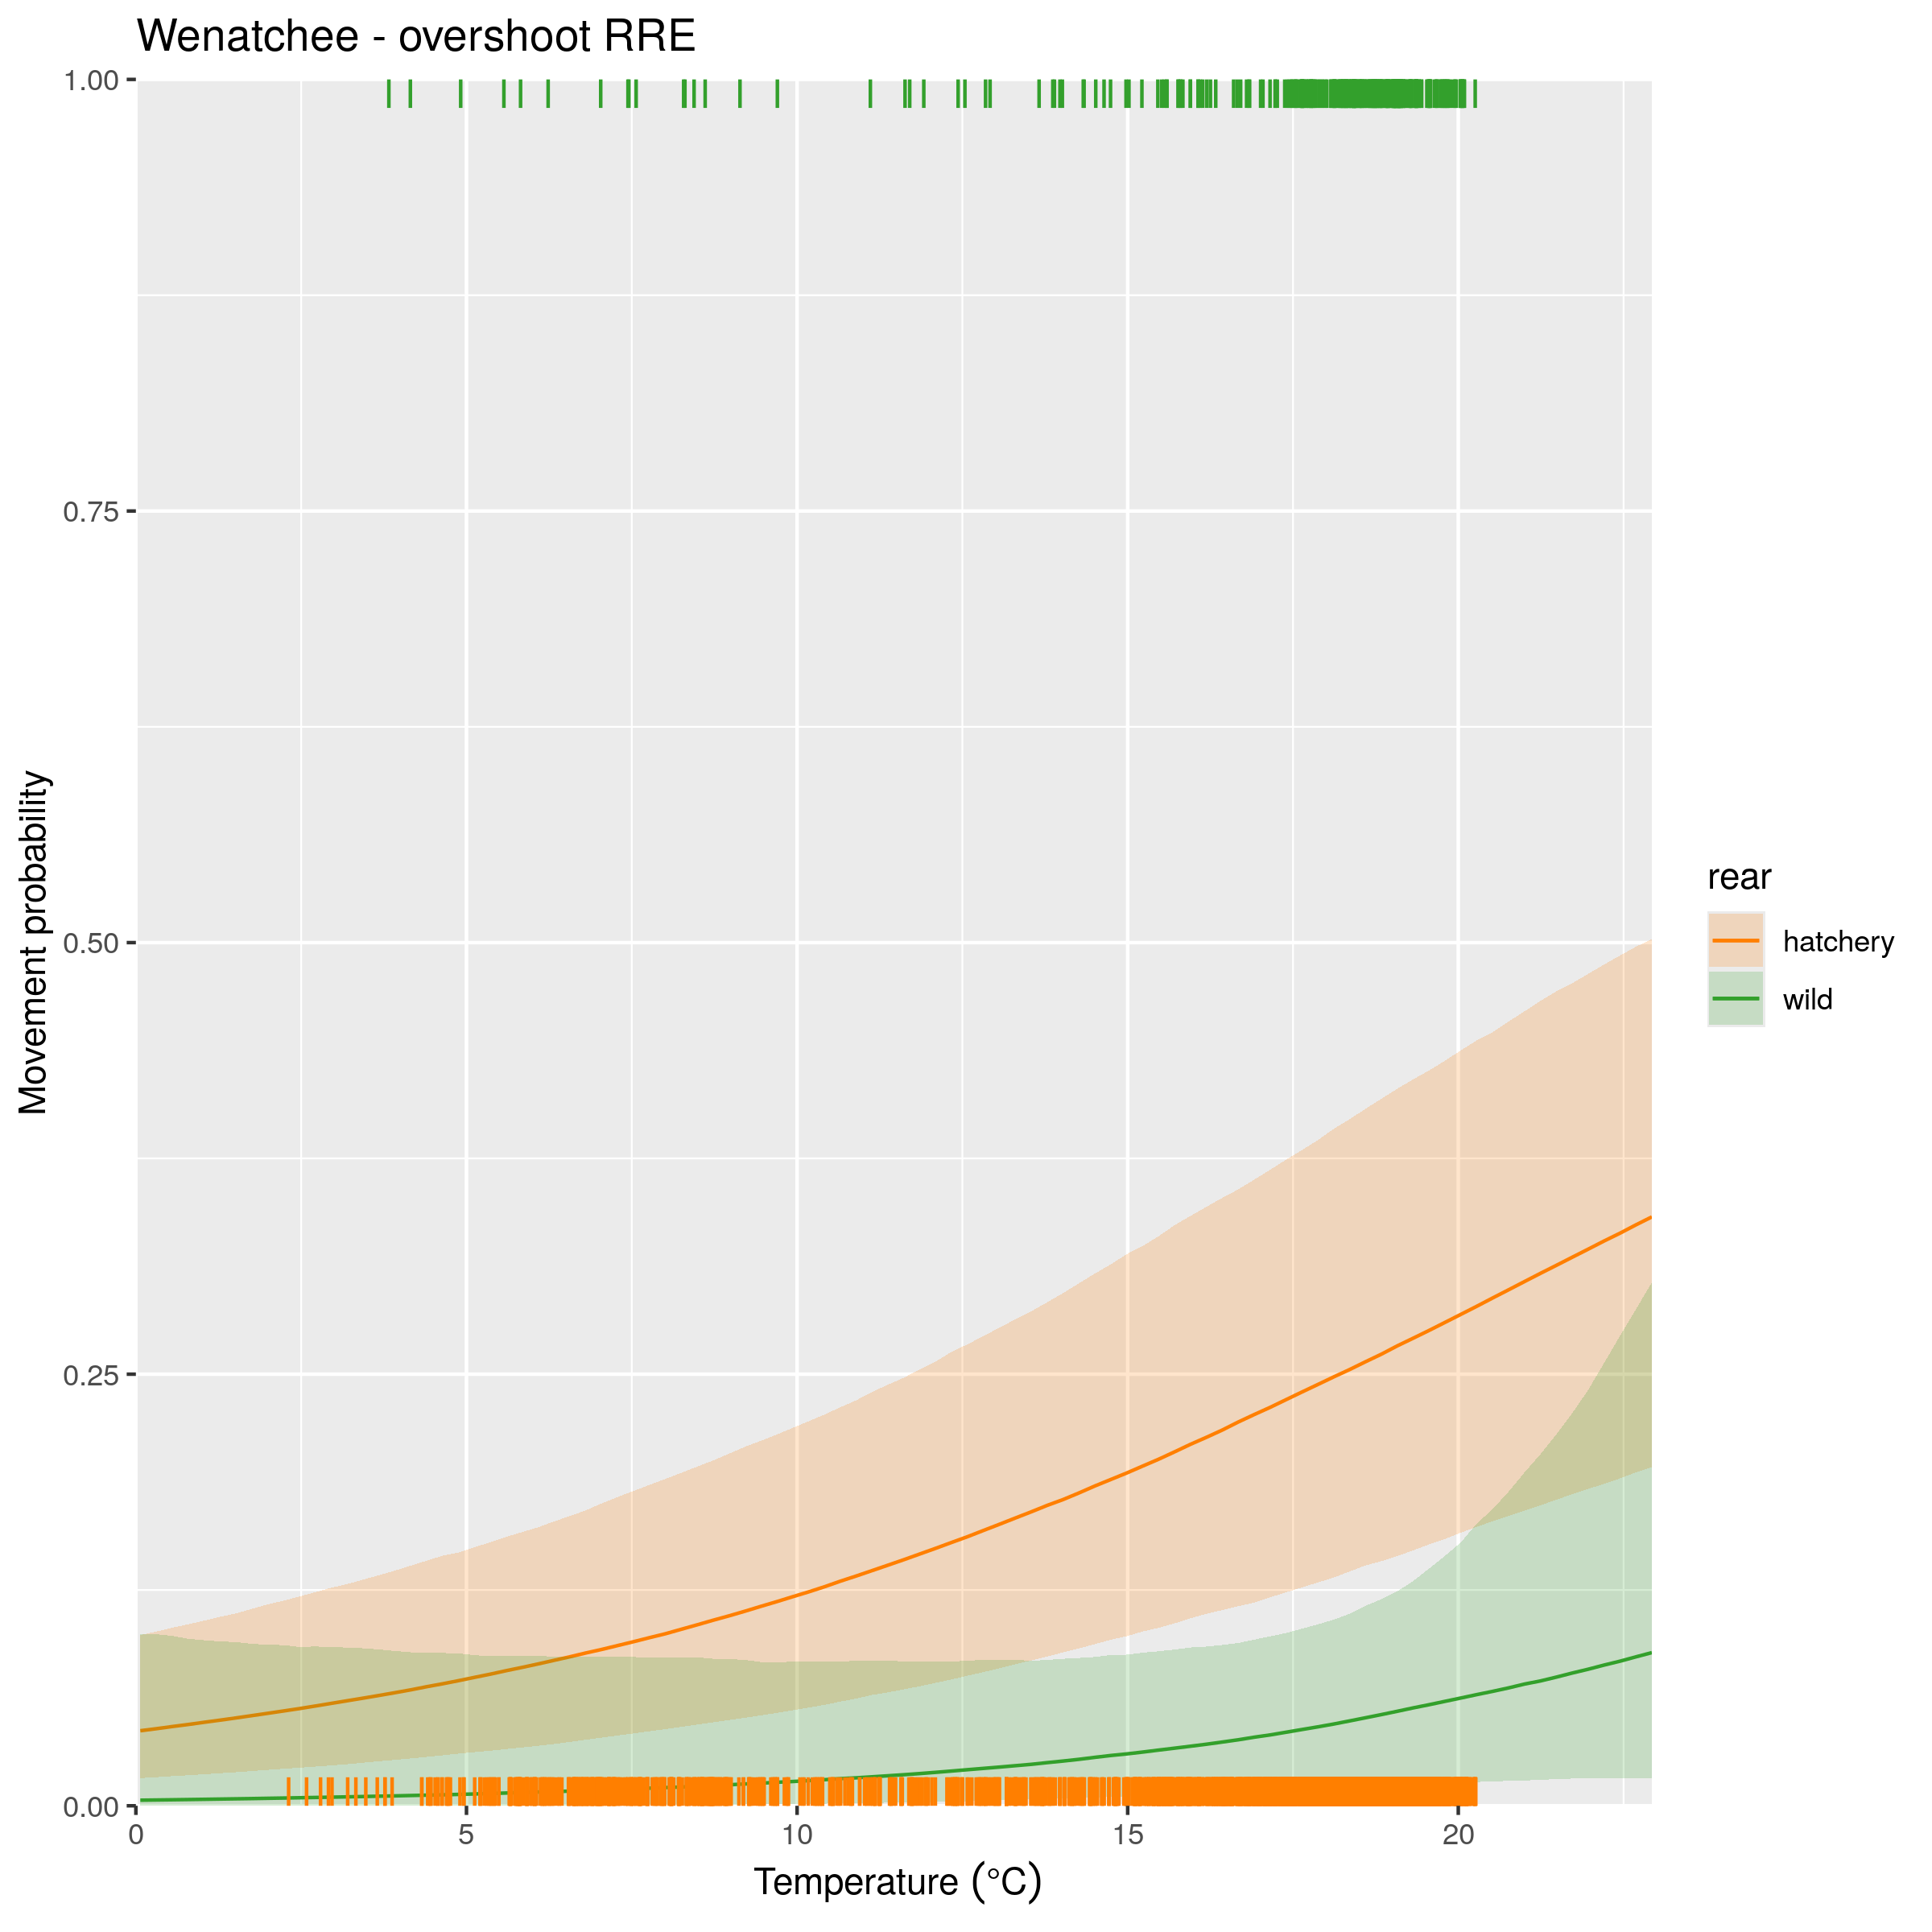 Wenatchee - overshoot RRE
1.00
0.75
0.50
0.25
0.00
Movement probability
0
5
10
15
20
Temperature (°C)
rear
hatchery
wild